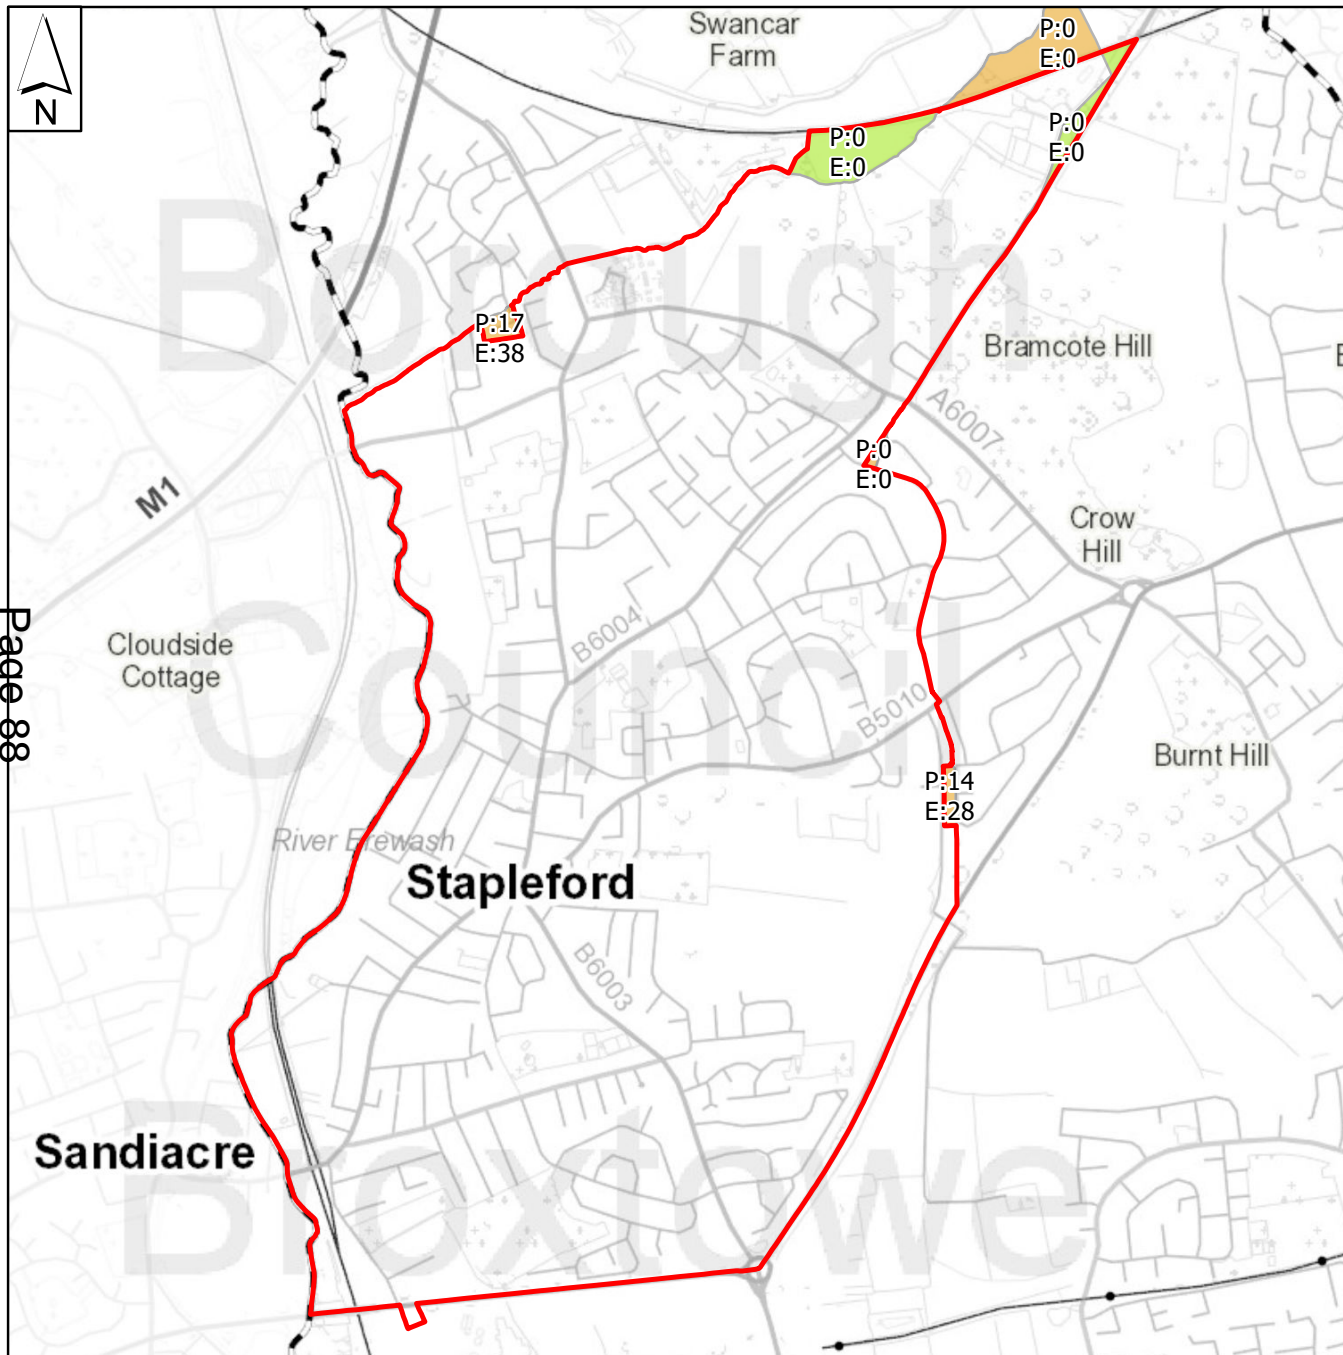 Swancar
Farm
P:0
E:0
N
P:0
E:0
P:0
E:0
Borough
P:17
E:38
Bramcote Hill
A6007
P:0
E:0
M1
Crow
Hill
Page 88
Cloudside
Cottage
B6004
Council
B5010
Burnt Hill
P:14
E:28
River Erewash
Stapleford
B6003
Sandiacre
Broxtowe